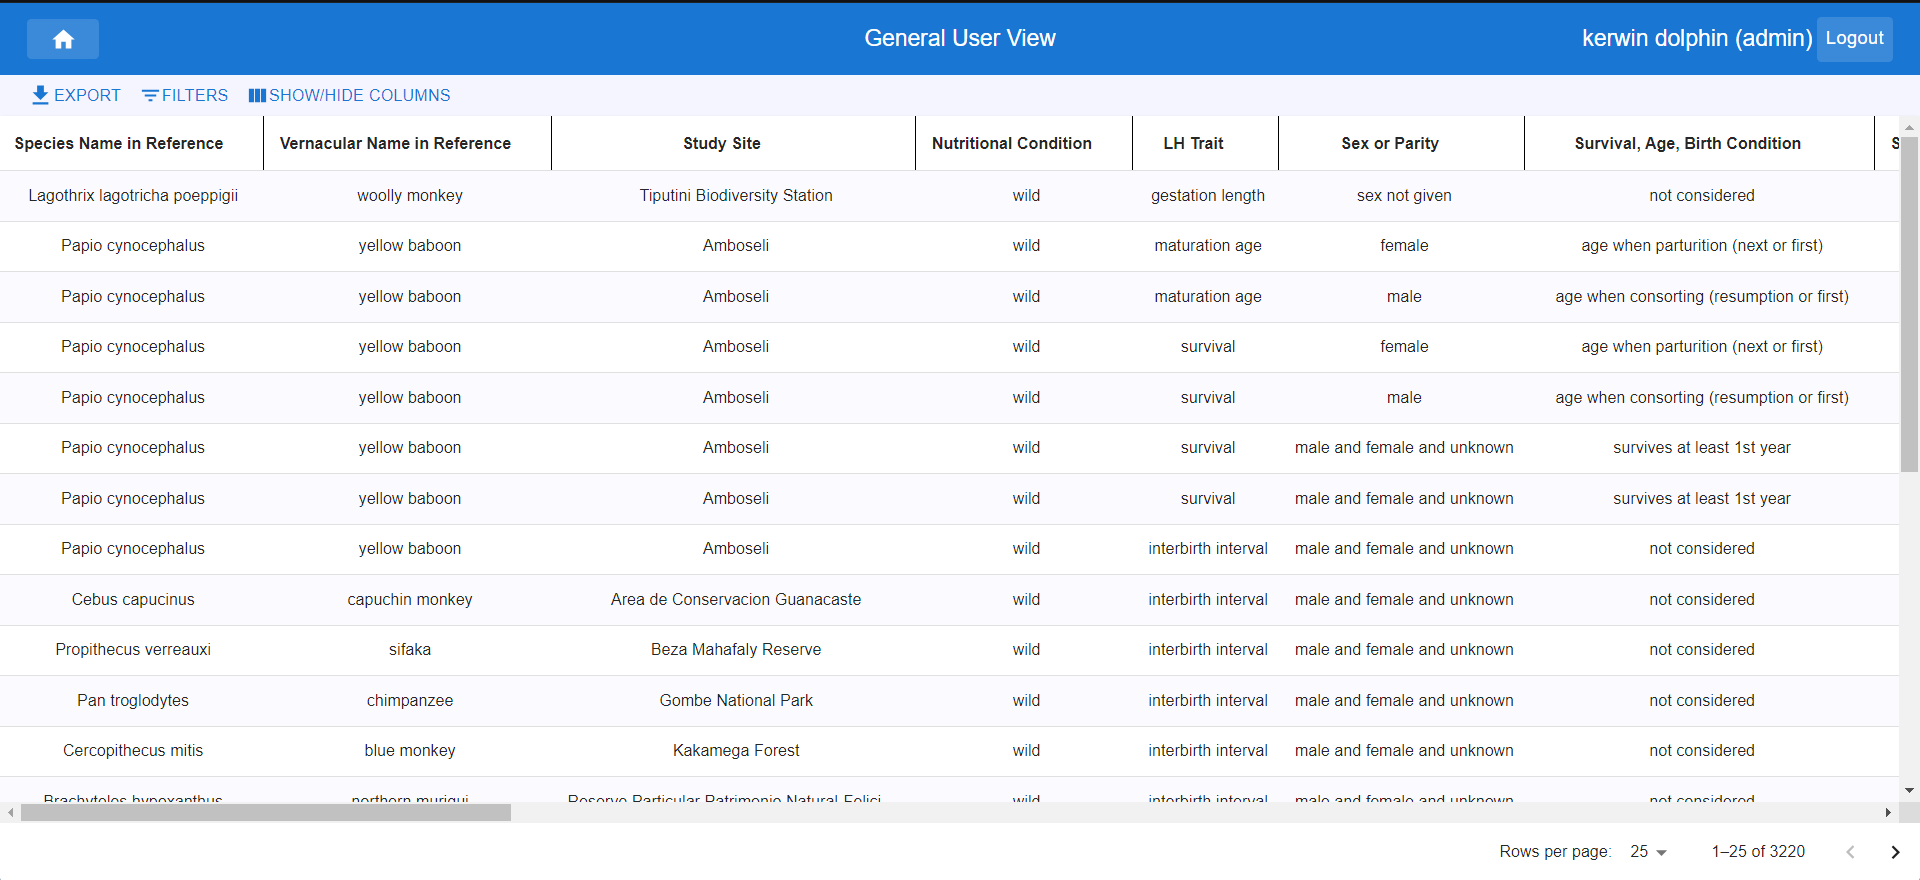 General User View
kerwin dolphin (admin) Logout
EXPORT FILTERS SHOW/HIDE COLUMNS
Species Name in Reference Vernacular Name in Reference Study Site Nutritional Condition LH Trait Sex or Parity Survival, Age, Birth Condition S
Lagothrix lagotricha poeppigii woolly monkey Tiputini Biodiversity Station wild gestation length sex not given not considered
Papio cynocephalus yellow baboon Amboseli wild maturation age female age when parturition (next or first)
Papio cynocephalus yellow baboon Amboseli wild maturation age male age when consorting (resumption or first)
Papio cynocephalus yellow baboon Amboseli wild survival female age when parturition (next or first)
Papio cynocephalus yellow baboon Amboseli wild survival male age when consorting (resumption or first)
Papio cynocephalus yellow baboon Amboseli wild survival male and female and unknown survives at least 1st year
Papio cynocephalus yellow baboon Amboseli wild survival male and female and unknown survives at least 1st year
Papio cynocephalus yellow baboon Amboseli wild interbirth interval male and female and unknown not considered
Cebus capucinus capuchin monkey Area de Conservacion Guanacaste wild interbirth interval male and female and unknown not considered
Propithecus verreauxi sifaka Beza Mahafaly Reserve wild interbirth interval male and female and unknown not considered
Pan troglodytes chimpanzee Gombe National Park wild interbirth interval male and female and unknown not considered
Cercopithecus mitis blue monkey Kakamega Forest wild interbirth interval male and female and unknown not considered
Brachyteles hypoxanthus northern muriqui Reserve Particular Patrimonio Natural Felici wild interbirth interval male and female and unknown not considered
Rows per page: 25 1–25 of 3220